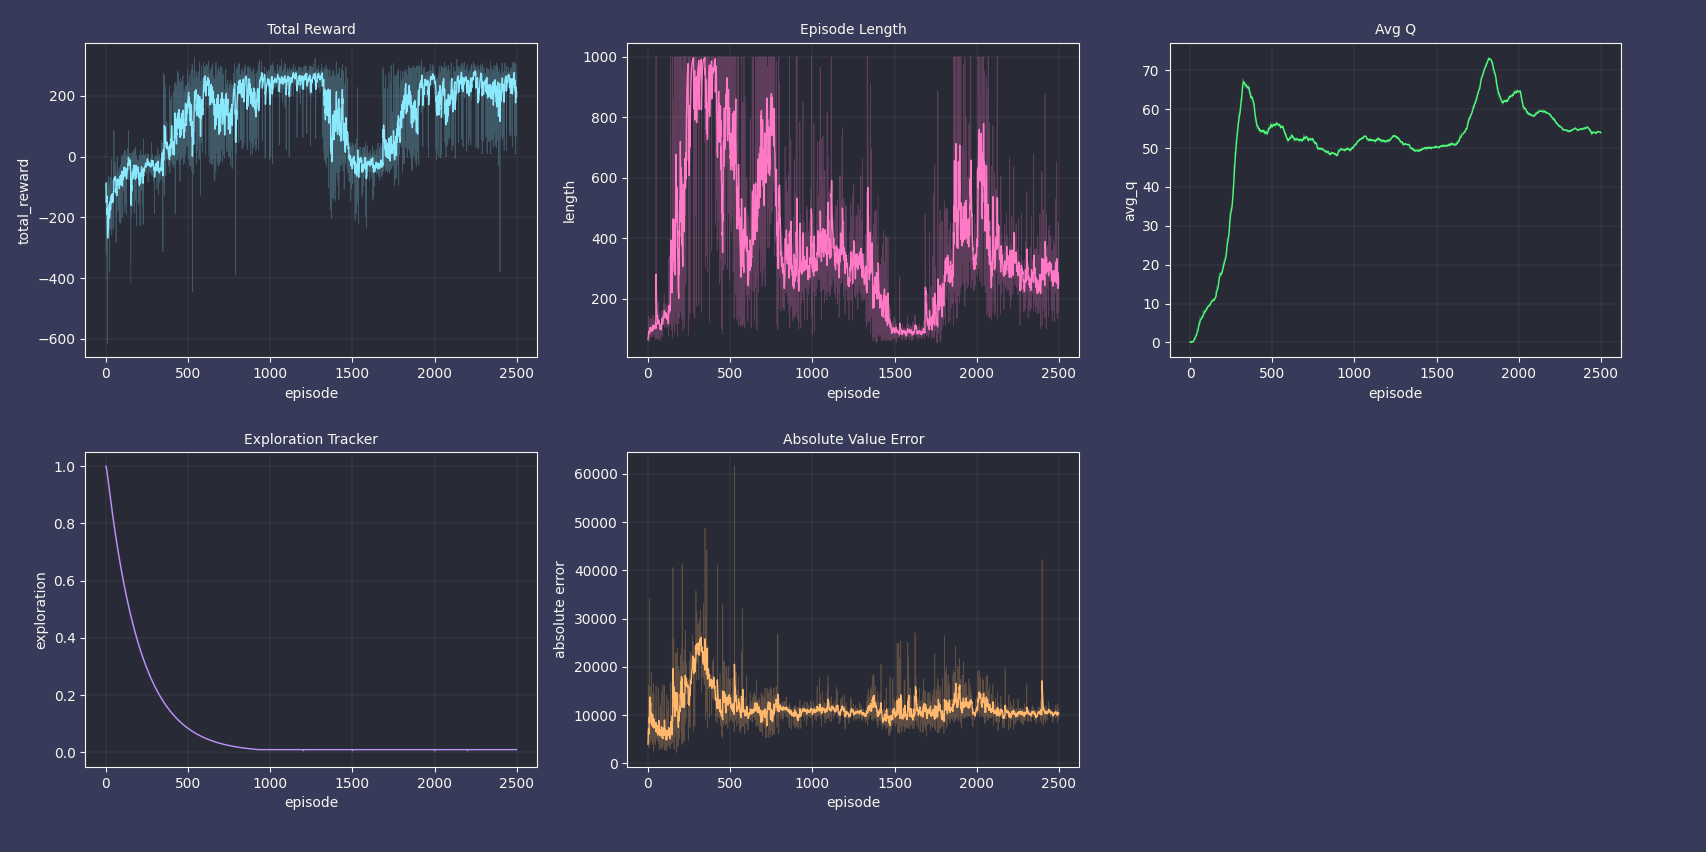 Total Reward
total_reward
200
0
−200
−400
−600
0 500 1000 1500 2000 2500
episode
Episode Length
length
1000
800
600
400
200
0 500 1000 1500 2000 2500
episode
Avg Q
avg_q
70
60
50
40
30
20
10
0
0 500 1000 1500 2000 2500
episode
Exploration Tracker
exploration
1.0
0.8
0.6
0.4
0.2
0.0
0 500 1000 1500 2000 2500
episode
Absolute Value Error
absolute error
60000
50000
40000
30000
20000
10000
0
0 500 1000 1500 2000 2500
episode